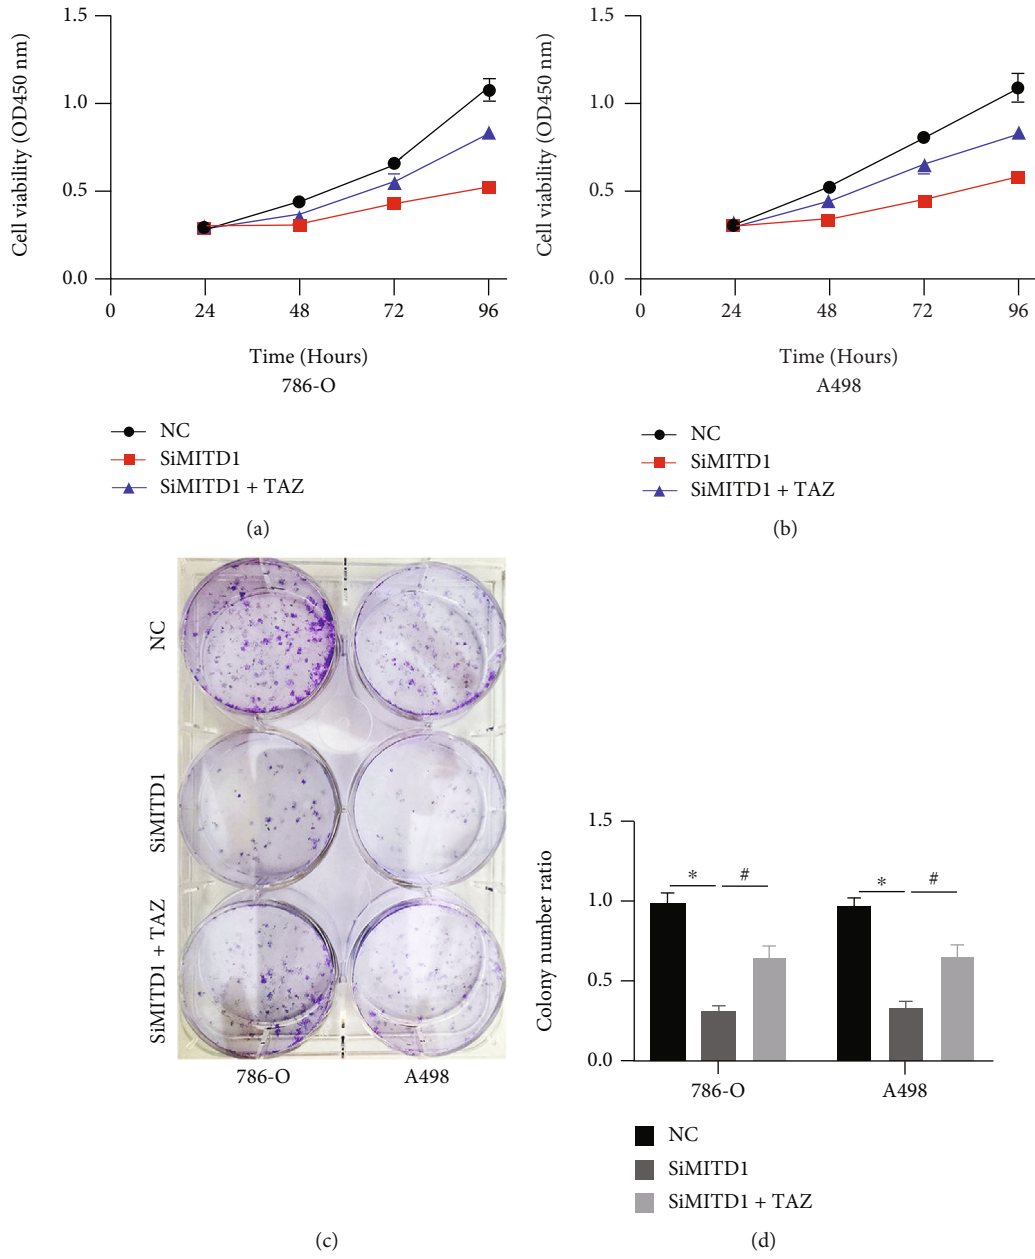 1.5
1.0
0.5
0.0
Cell viability (OD450 nm)
0 24 48 72 96
Time (Hours)
786-O
NC
SiMITD1
SiMITD1 + TAZ
(a)
1.5
1.0
0.5
0.0
Cell viability (OD450 nm)
0 24 48 72 96
Time (Hours)
A498
NC
SiMITD1
SiMITD1 + TAZ
(b)
NC
SiMITD1
SiMITD1 + TAZ
786-O A498
(c)
1.5
1.0
0.5
0.0
Colony number ratio
* # * #
786-O A498
NC
SiMITD1
SiMITD1 + TAZ
(d)